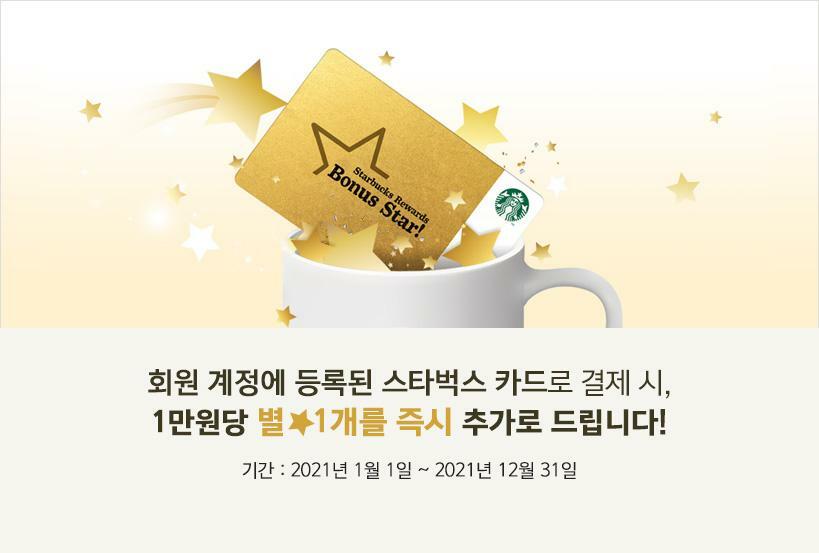 Starbucks Rewards
Bonus Star!
회원 계정에 등록된 스타벅스 카드로 결제 시,
1만원당 별★1개를 즉시 추가로 드립니다!
기간 : 2021년 1월 1일 ~ 2021년 12월 31일